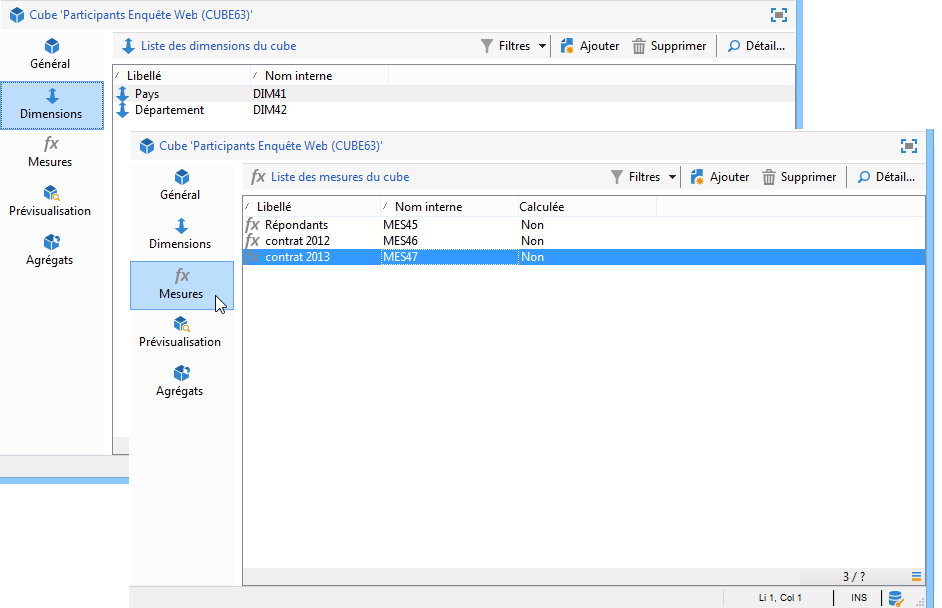 Cube 'Participants Enquête Web (CUBE63)'
Général
Dimensions
Mesures
Prévisualisation
Agrégats
Liste des dimensions du cube
Filtres Ajouter Supprimer Détail...
Libellé Nom interne
Pays DIM41
Département DIM42
Cube 'Participants Enquête Web (CUBE63)'
Général
Dimensions
Mesures
Prévisualisation
Agrégats
Liste des mesures du cube
Filtres Ajouter Supprimer Détail...
Libellé Nom interne Calculée
Répondants MES45 Non
contrat 2012 MES46 Non
contrat 2013 MES47 Non
3 / ?
Li 1, Col 1 INS